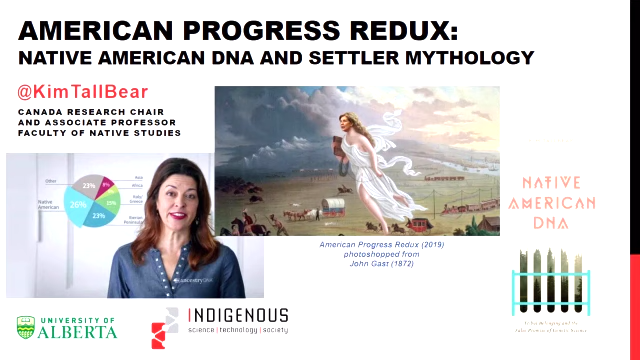 AMERICAN PROGRESS REDUX:
NATIVE AMERICAN DNA AND SETTLER MYTHOLOGY
@KimTallBear
CANADA RESEARCH CHAIR
AND ASSOCIATE PROFESSOR
FACULTY OF NATIVE STUDIES
Other
23%
Native
American
26%
23%
Asia
Africa
American Progress Redux (2019)
photoshopped from
John Gast (1872)
NATIVE
AMERICAN
DNA
UNIVERSITY OF
ALBERTA
INDIGENOUS
science | technology | society